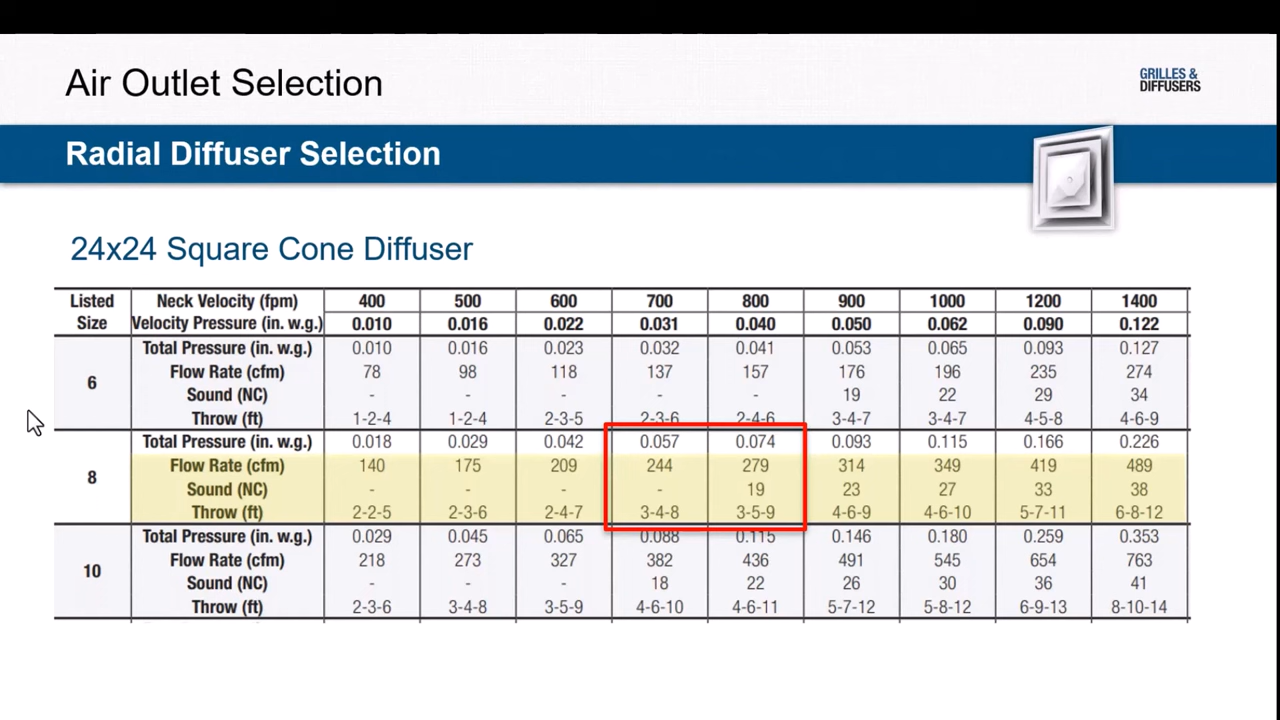 Air Outlet Selection
GRILLES &
DIFFUSERS
Radial Diffuser Selection
24x24 Square Cone Diffuser
Listed Size Neck Velocity (fpm) 400 500 600 700 800 900 1000 1200 1400
Velocity Pressure (in. w.g.) 0.010 0.016 0.022 0.031 0.040 0.050 0.062 0.090 0.122
6 Total Pressure (in. w.g.) 0.010 0.016 0.023 0.032 0.041 0.053 0.065 0.093 0.127
Flow Rate (cfm) 78 98 118 137 157 176 196 235 274
Sound (NC) - - - - - 19 22 29 34
Throw (ft) 1-2-4 1-2-4 2-3-5 2-3-6 2-4-6 3-4-7 3-4-7 4-5-8 4-6-9
8 Total Pressure (in. w.g.) 0.018 0.029 0.042 0.057 0.074 0.093 0.115 0.166 0.226
Flow Rate (cfm) 140 175 209 244 279 314 349 419 489
Sound (NC) - - - - 19 23 27 33 38
Throw (ft) 2-2-5 2-3-6 2-4-7 3-4-8 3-5-9 4-6-9 4-6-10 5-7-11 6-8-12
10 Total Pressure (in. w.g.) 0.029 0.045 0.065 0.088 0.115 0.146 0.180 0.259 0.353
Flow Rate (cfm) 218 273 327 382 436 491 545 654 763
Sound (NC) - - - 18 22 26 30 36 41
Throw (ft) 2-3-6 3-4-8 3-5-9 4-6-10 4-6-11 5-7-12 5-8-12 6-9-13 8-10-14